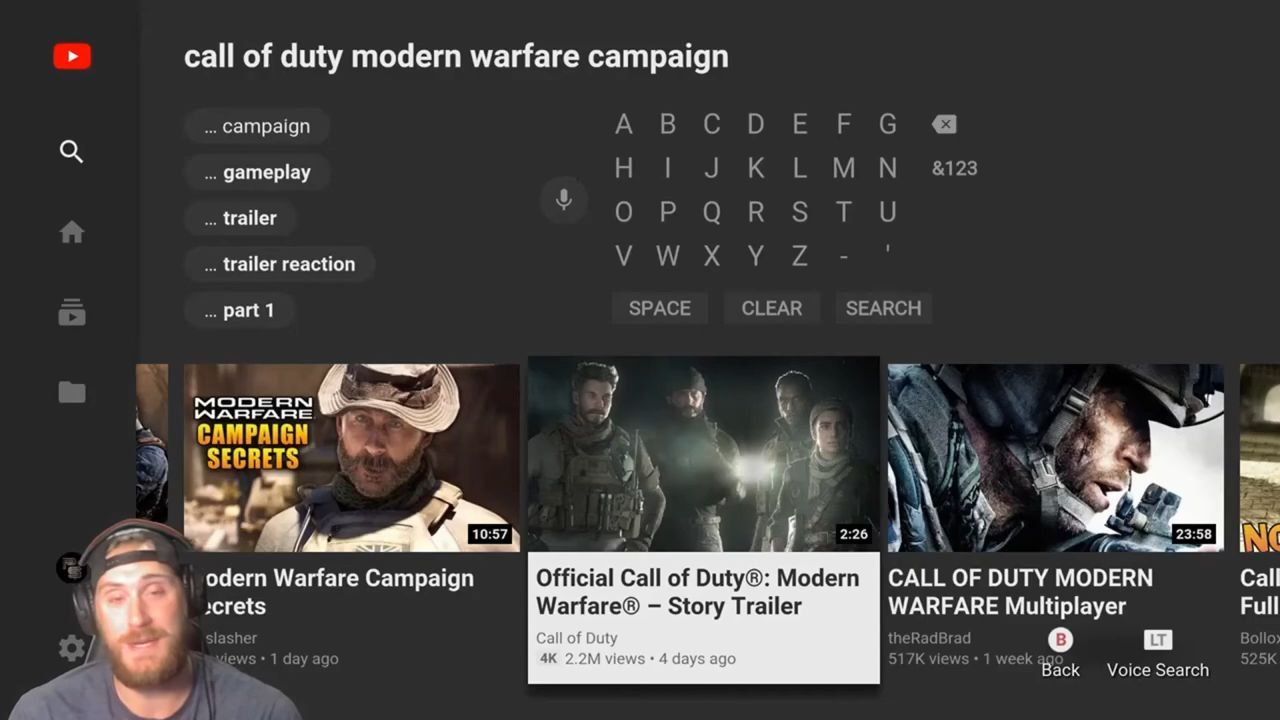 call of duty modern warfare campaign
... campaign
... gameplay
... trailer
... trailer reaction
... part 1
A B C D E F G
&123
H I J K L M N
O P Q R S T U
V W X Y Z - '
SPACE CLEAR SEARCH
MODERN
WARFARE
CAMPAIGN
SECRETS
10:57
2:26
23:58
NO
odern Warfare Campaign
ecrets
slasher
views • 1 day ago
Official Call of Duty®: Modern
Warfare® – Story Trailer
Call of Duty
4K 2.2M views • 4 days ago
CALL OF DUTY MODERN
WARFARE Multiplayer
theRadBrad
517K views • 1 week ago
Call
Full
Bollox
525K
B
Back
LT
Voice Search